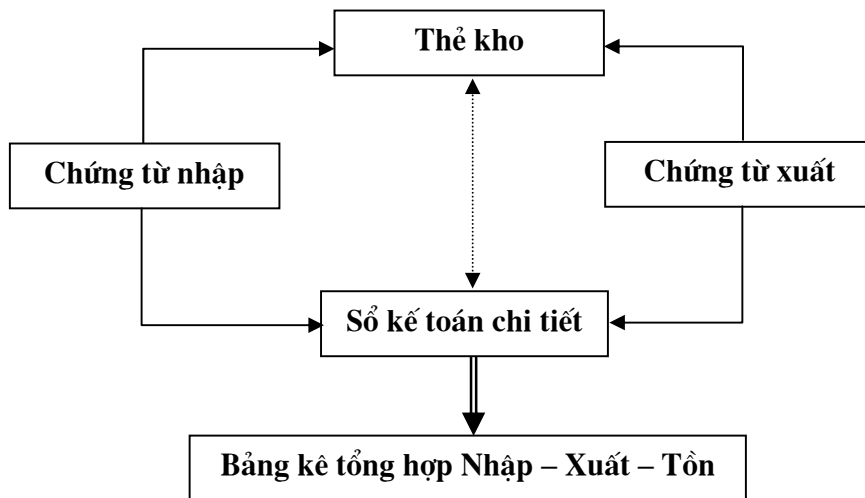 Thẻ kho
Chứng từ nhập
Chứng từ xuất
Sổ kế toán chi tiết
Bảng kê tổng hợp Nhập – Xuất – Tồn